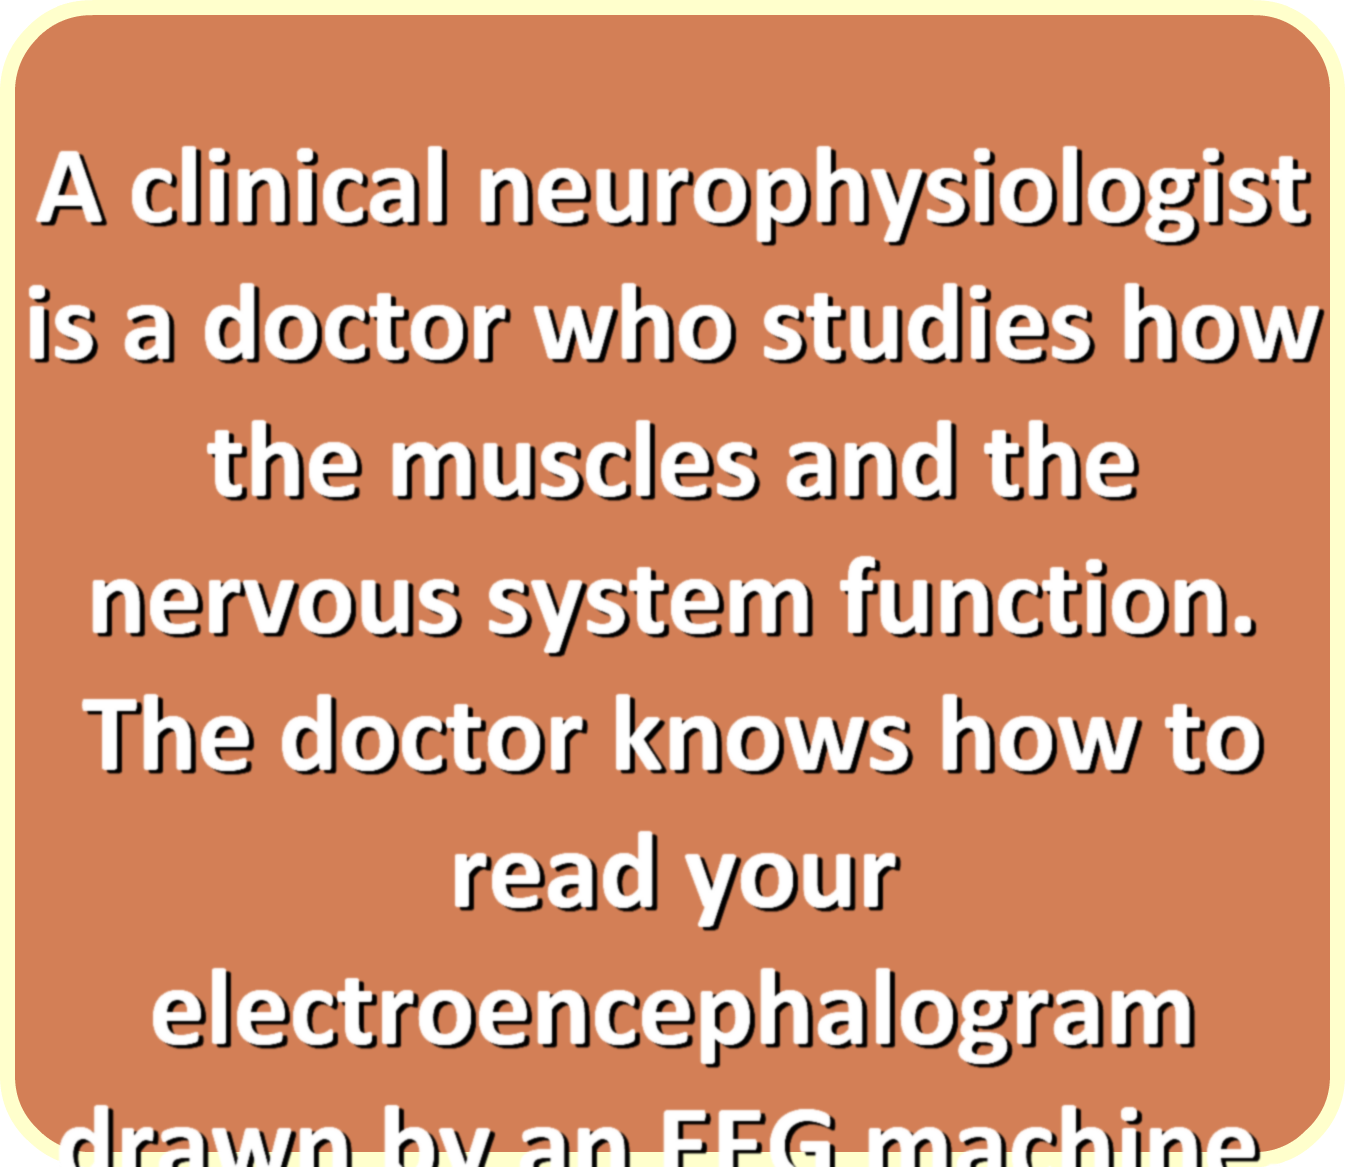 A clinical neurophysiologist
is a doctor who studies how
the muscles and the
nervous system function.
The doctor knows how to
read your
electroencephalogram
drawn by an EEG machine